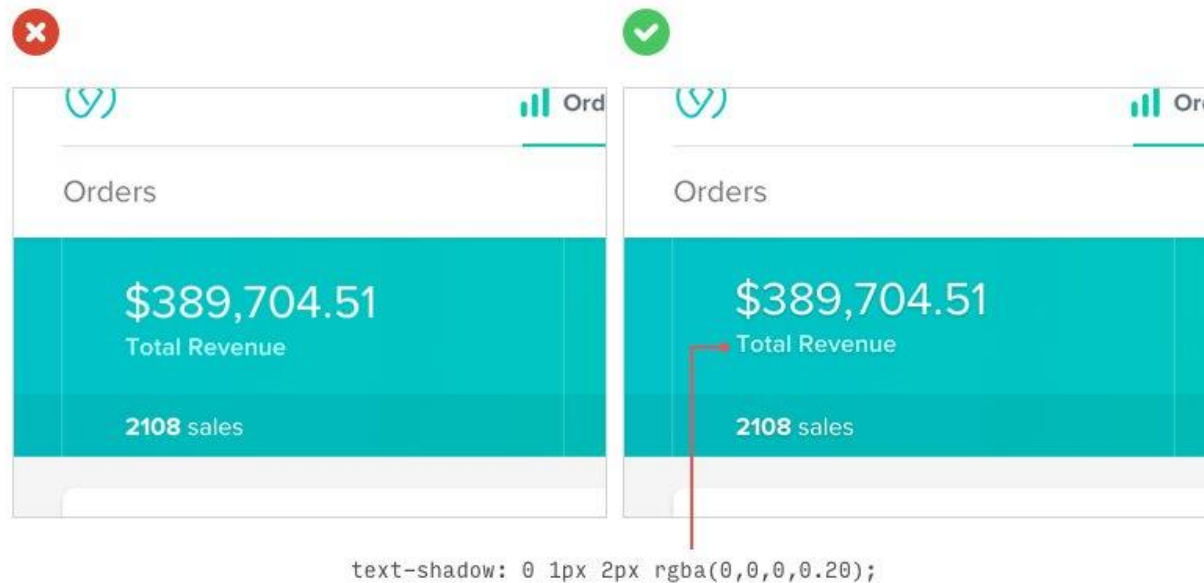 Ord
Orders
$389,704.51
Total Revenue
2108 sales
Or
Orders
$389,704.51
Total Revenue
2108 sales
text-shadow: 0 1px 2px rgba(0,0,0,0.20);